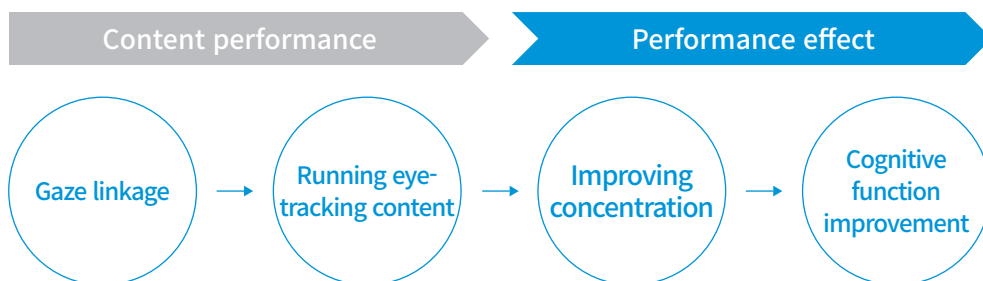 Content performance
Performance effect
Gaze linkage
Running eye-
tracking content
Improving
concentration
Cognitive
function
improvement